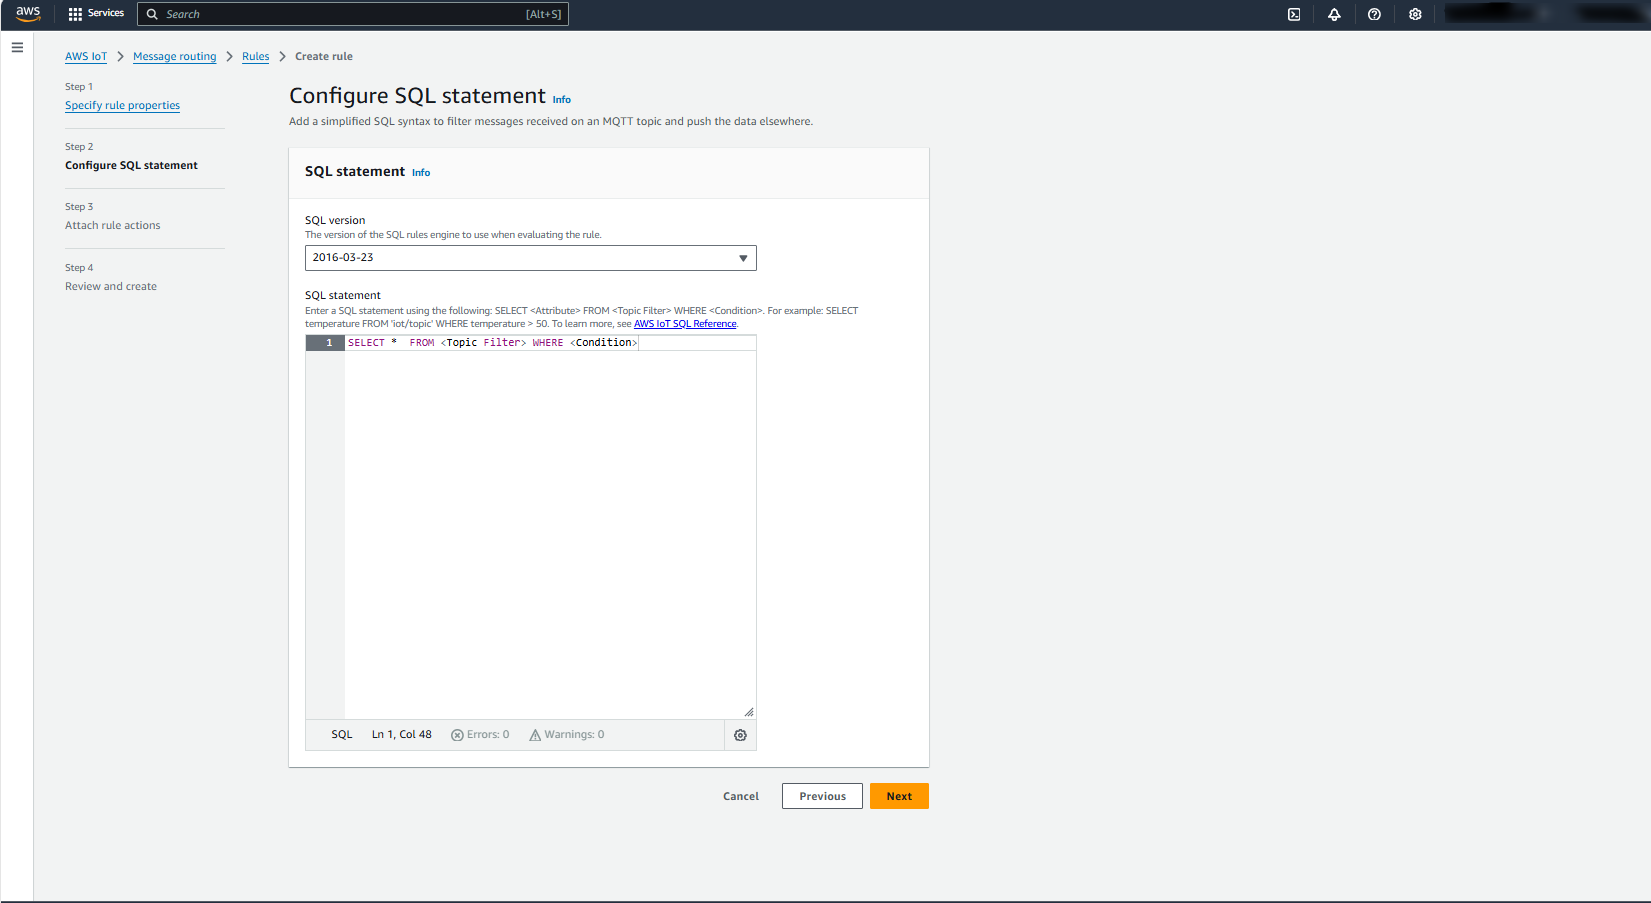 aws
Services
Search
[Alt+S]
AWS IoT > Message routing > Rules > Create rule
Step 1
Specify rule properties
Step 2
Configure SQL statement
Step 3
Attach rule actions
Step 4
Review and create
Configure SQL statement Info
Add a simplified SQL syntax to filter messages received on an MQTT topic and push the data elsewhere.
SQL statement Info
SQL version
The version of the SQL rules engine to use when evaluating the rule.
2016-03-23
SQL statement
Enter a SQL statement using the following: SELECT <Attribute> FROM <Topic Filter> WHERE <Condition>. For example: SELECT
temperature FROM 'iot/topic' WHERE temperature > 50. To learn more, see AWS IoT SQL Reference.
1 SELECT *  FROM <Topic Filter> WHERE <Condition>
SQL Ln 1, Col 48 Errors: 0 Warnings: 0
Cancel Previous Next